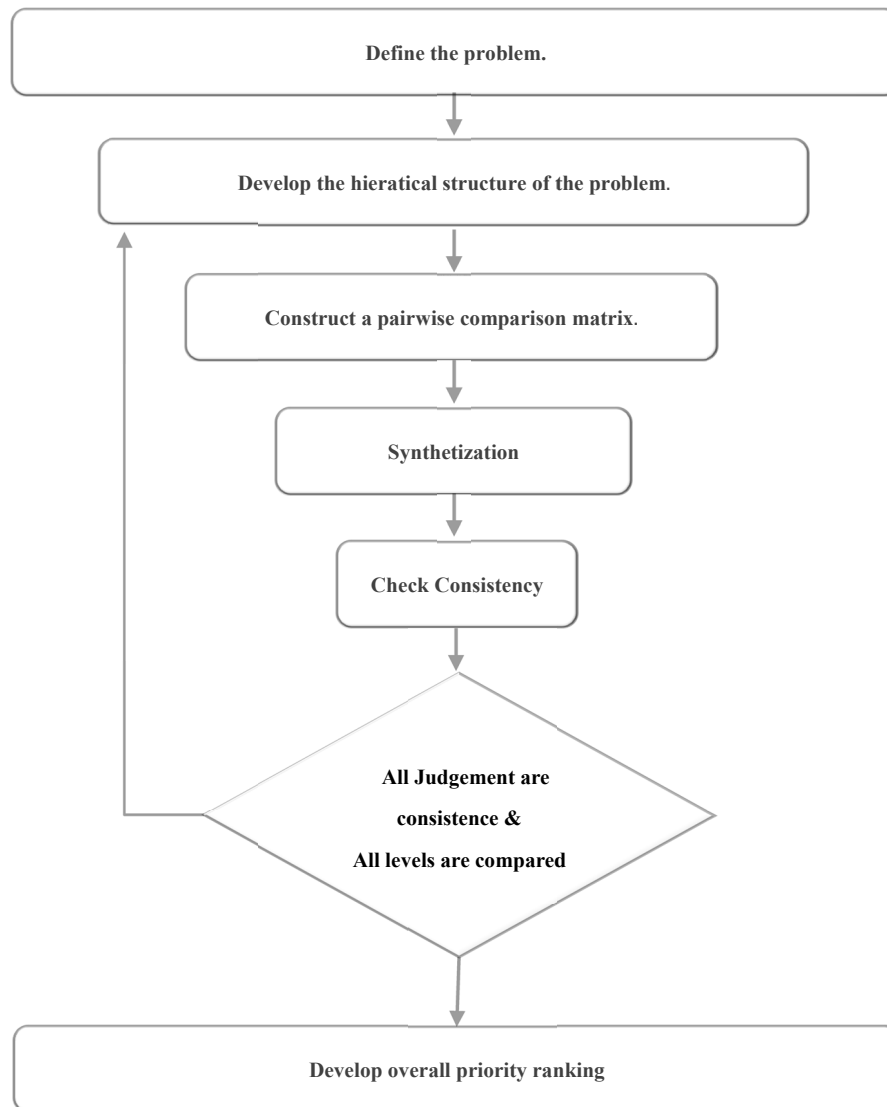 Define the problem.
Develop the hieratical structure of the problem.
Construct a pairwise comparison matrix.
Synthetization
Check Consistency
All Judgement are
consistence &
All levels are compared
Develop overall priority ranking